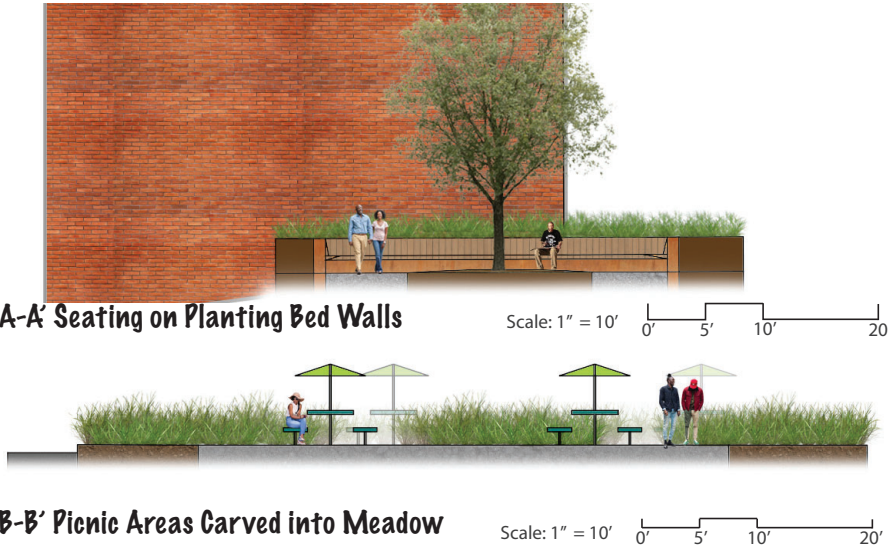 A-A' Seating on Planting Bed Walls
Scale: 1" = 10'
0' 5' 10' 20
B-B' Picnic Areas Carved into Meadow
Scale: 1" = 10'
0' 5' 10' 20'